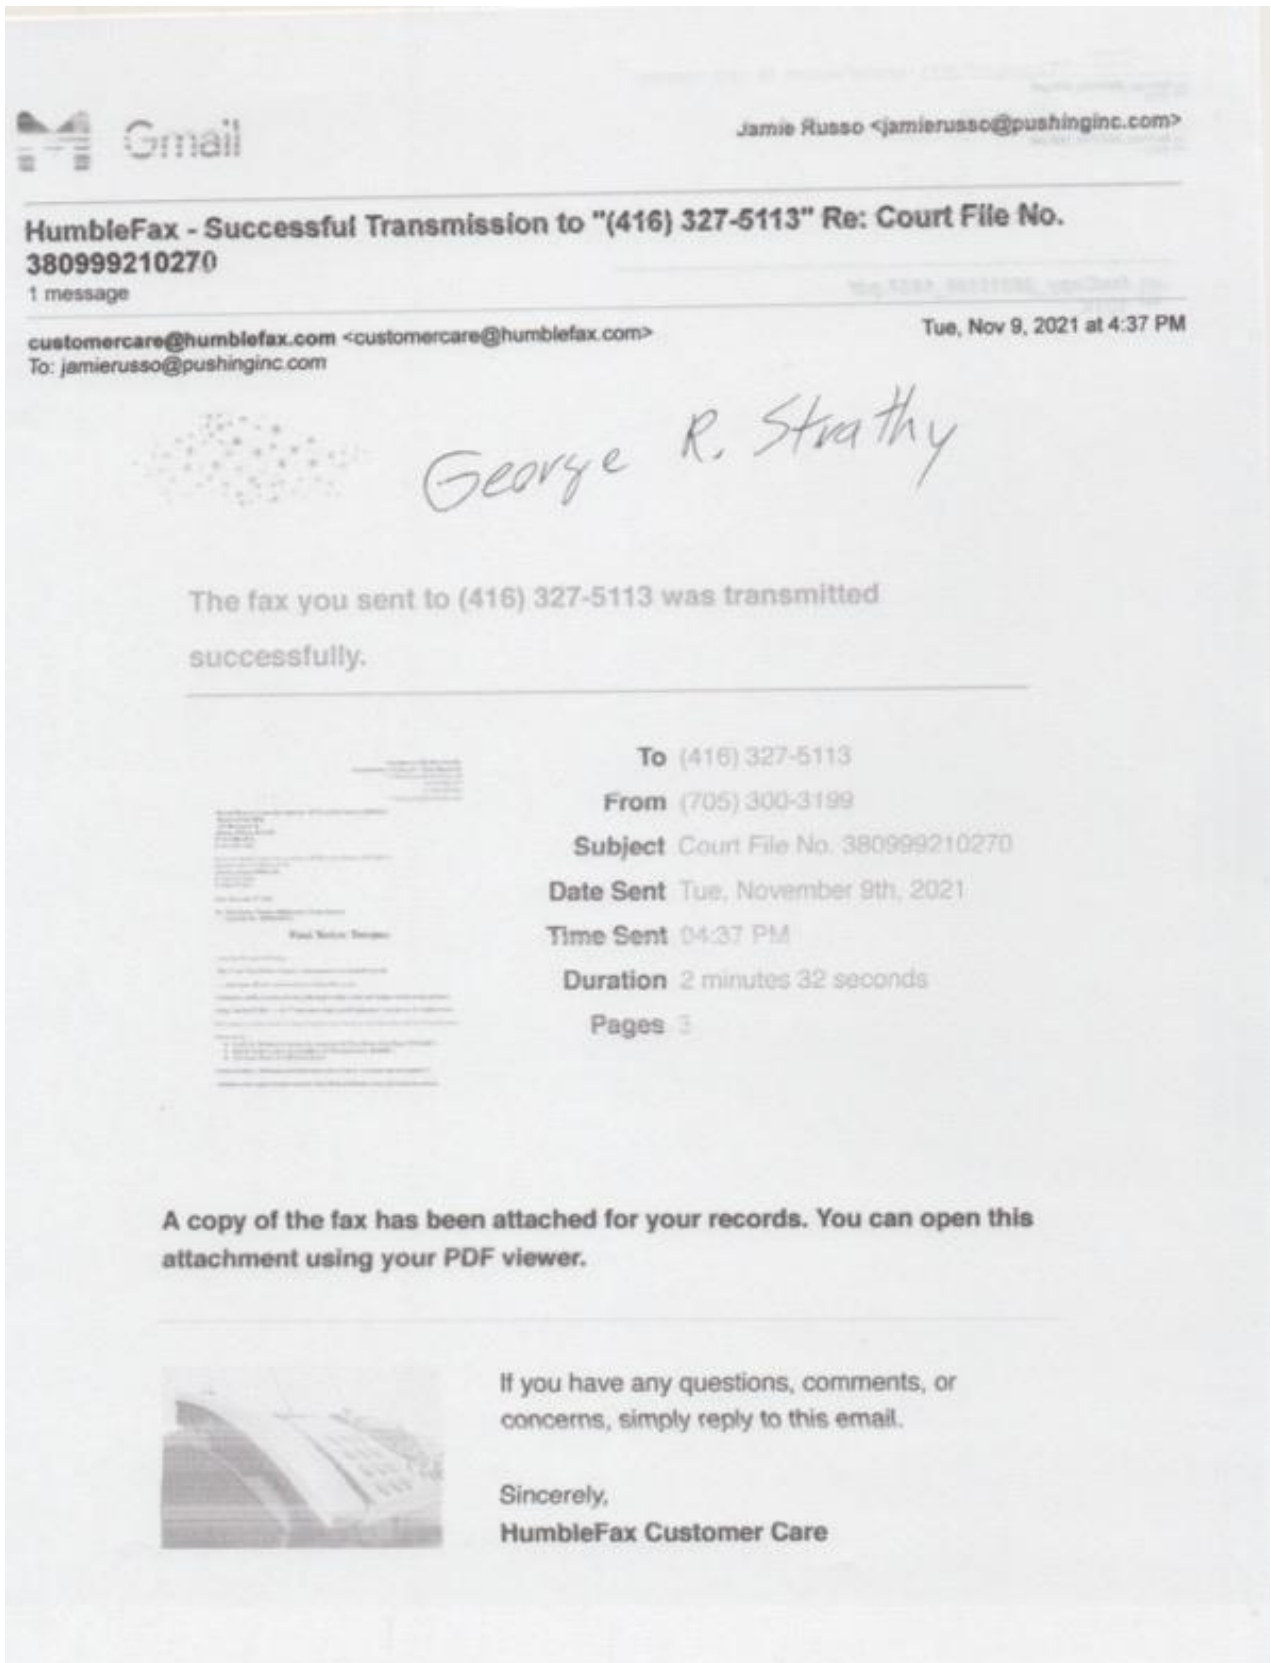 Gmail
Jamie Russo <jamierusso@pushinginc.com>
HumbleFax - Successful Transmission to "(416) 327-5113" Re: Court File No.
380999210270
1 message
customercare@humblefax.com <customercare@humblefax.com>
Tue, Nov 9, 2021 at 4:37 PM
To: jamierusso@pushinginc.com
George R. Strathy
The fax you sent to (416) 327-5113 was transmitted
successfully.
To (416) 327-5113
From (705) 300-3199
Subject Court File No. 380999210270
Date Sent Tue, November 9th, 2021
Time Sent 04:37 PM
Duration 2 minutes 32 seconds
Pages 3
A copy of the fax has been attached for your records. You can open this
attachment using your PDF viewer.
If you have any questions, comments, or
concerns, simply reply to this email.
Sincerely,
HumbleFax Customer Care